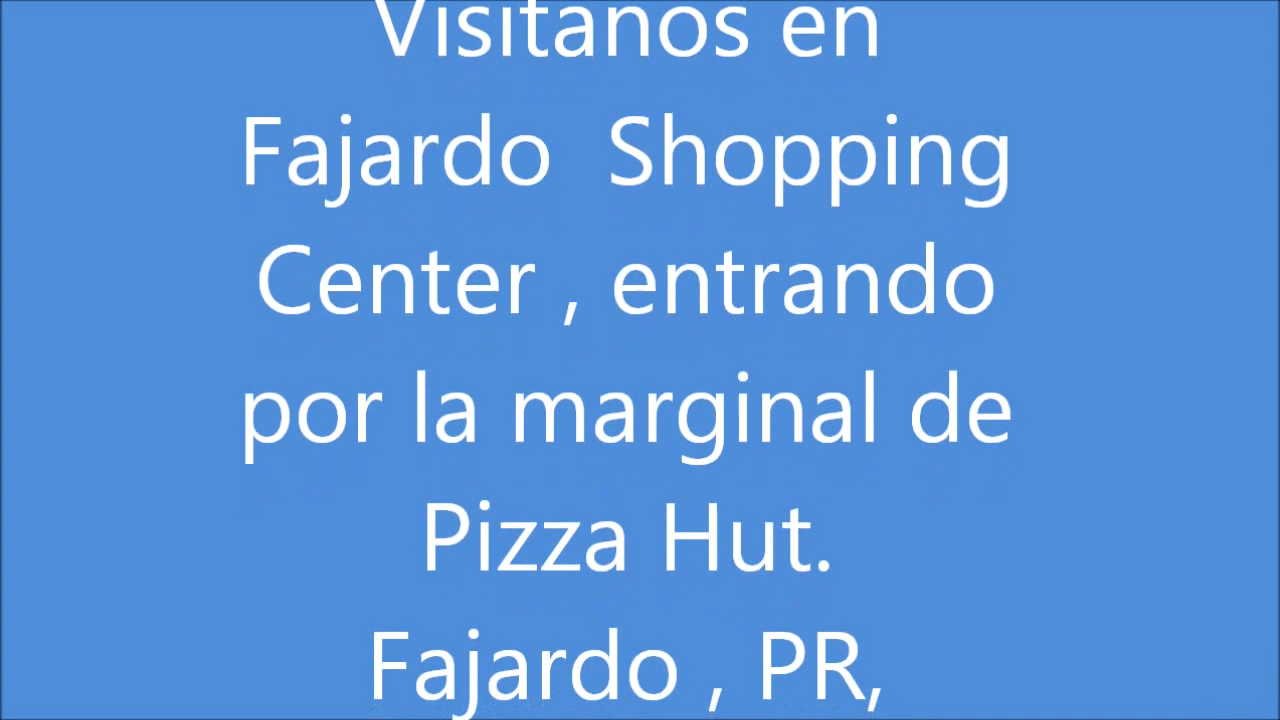 Visitanos en
Fajardo  Shopping
Center , entrando
por la marginal de
Pizza Hut.
Fajardo , PR,